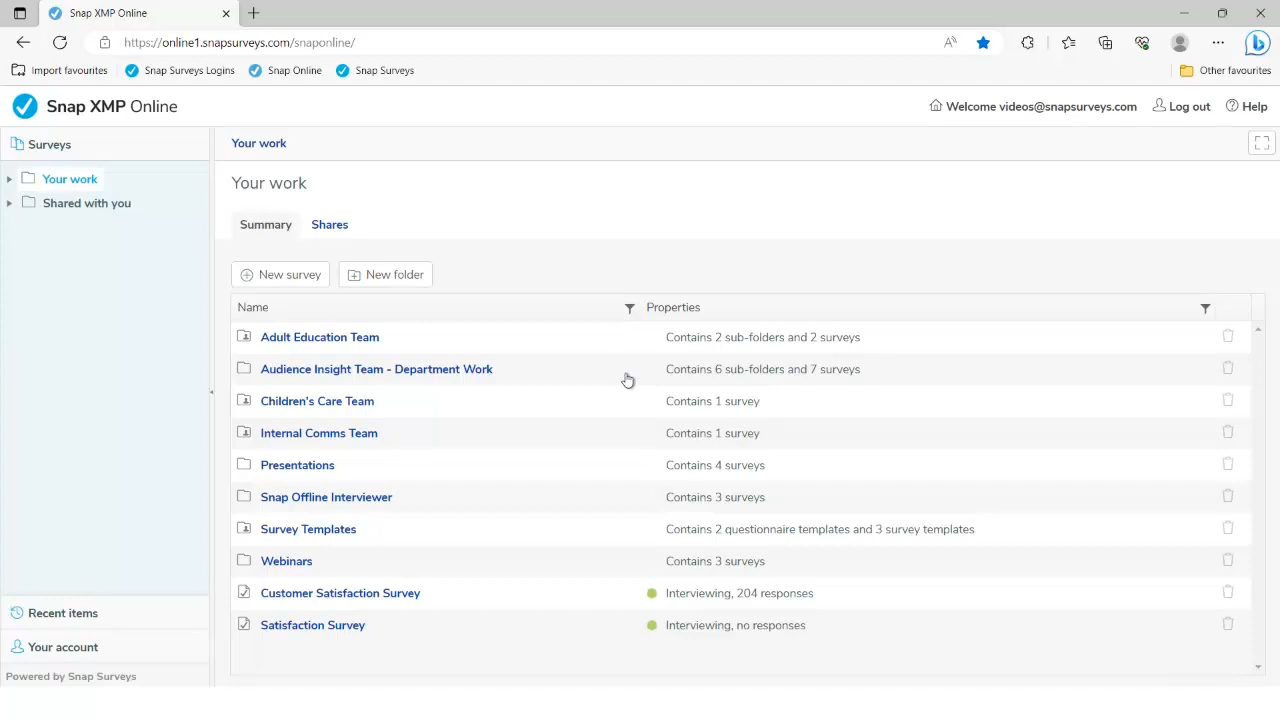 Snap XMP Online
https://online1.snapsurveys.com/snaponline/
Import favourites Snap Surveys Logins Snap Online Snap Surveys Other favourites
Snap XMP Online Welcome videos@snapsurveys.com Log out Help
Surveys
Your work
Shared with you
Recent items
Your account
Powered by Snap Surveys
Your work
Your work
Summary Shares
New survey New folder
Name Properties
Adult Education Team Contains 2 sub-folders and 2 surveys
Audience Insight Team - Department Work Contains 6 sub-folders and 7 surveys
Children's Care Team Contains 1 survey
Internal Comms Team Contains 1 survey
Presentations Contains 4 surveys
Snap Offline Interviewer Contains 3 surveys
Survey Templates Contains 2 questionnaire templates and 3 survey templates
Webinars Contains 3 surveys
Customer Satisfaction Survey Interviewing, 204 responses
Satisfaction Survey Interviewing, no responses